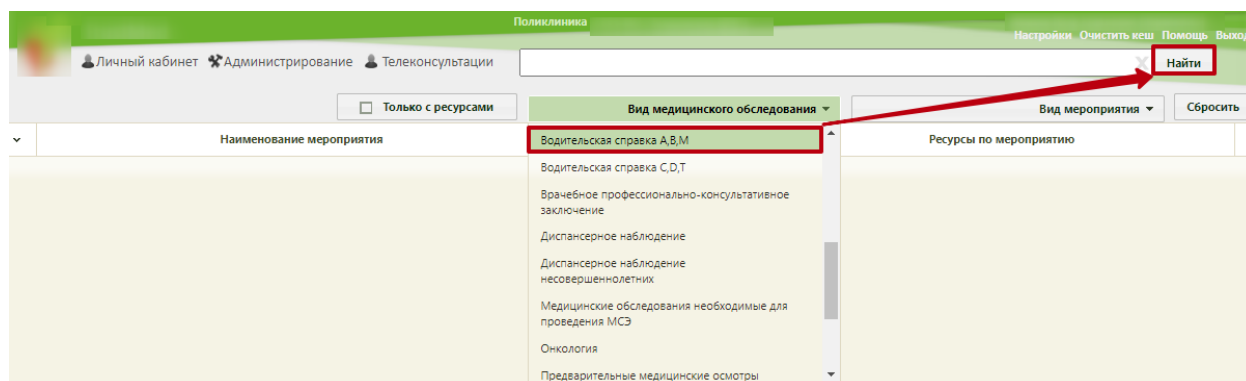 Поликлиника
Настройки Очистить кеш Помощь Выход
Личный кабинет Администрирование Телеконсультации
X Найти
Только с ресурсами Вид медицинского обследования Вид мероприятия Сбросить
Наименование мероприятия Ресурсы по мероприятию
Водительская справка А,В,М
Водительская справка C,D,T
Врачебное профессионально-консультативное
заключение
Диспансерное наблюдение
Диспансерное наблюдение
несовершеннолетних
Медицинские обследования необходимые для
проведения МСЭ
Онкология
Предварительные медицинские осмотры